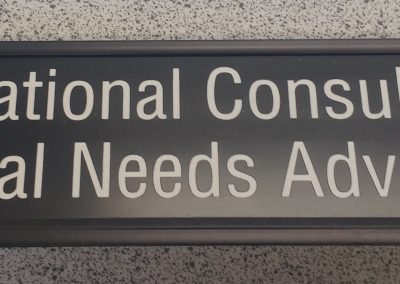 ational Consul
al Needs Adv